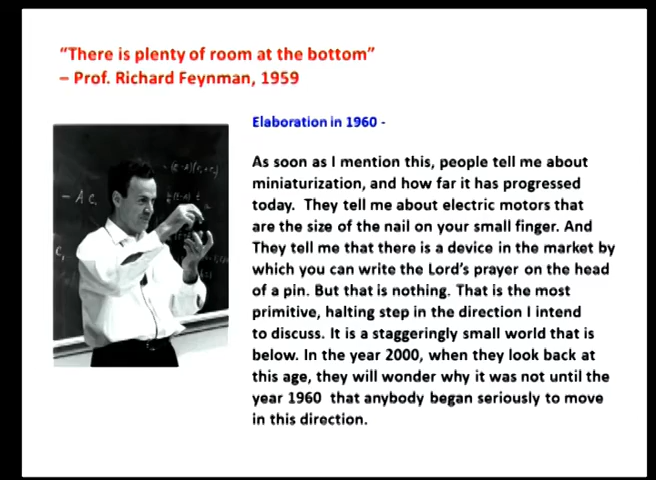 “There is plenty of room at the bottom”
– Prof. Richard Feynman, 1959
Elaboration in 1960 -
As soon as I mention this, people tell me about
miniaturization, and how far it has progressed
today. They tell me about electric motors that
are the size of the nail on your small finger. And
They tell me that there is a device in the market by
which you can write the Lord’s prayer on the head
of a pin. But that is nothing. That is the most
primitive, halting step in the direction I intend
to discuss. It is a staggeringly small world that is
below. In the year 2000, when they look back at
this age, they will wonder why it was not until the
year 1960 that anybody began seriously to move
in this direction.